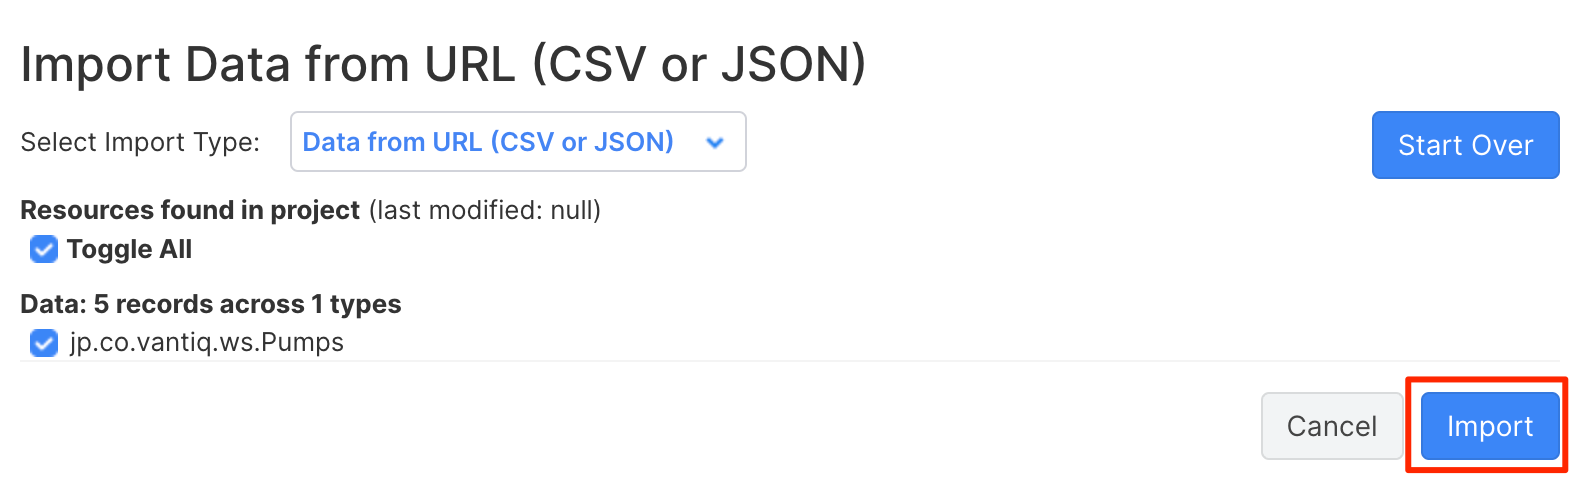 Import Data from URL (CSV or JSON)
Select Import Type: Data from URL (CSV or JSON) Start Over
Resources found in project (last modified: null)
Toggle All
Data: 5 records across 1 types
jp.co.vantiq.ws.Pumps
Cancel Import